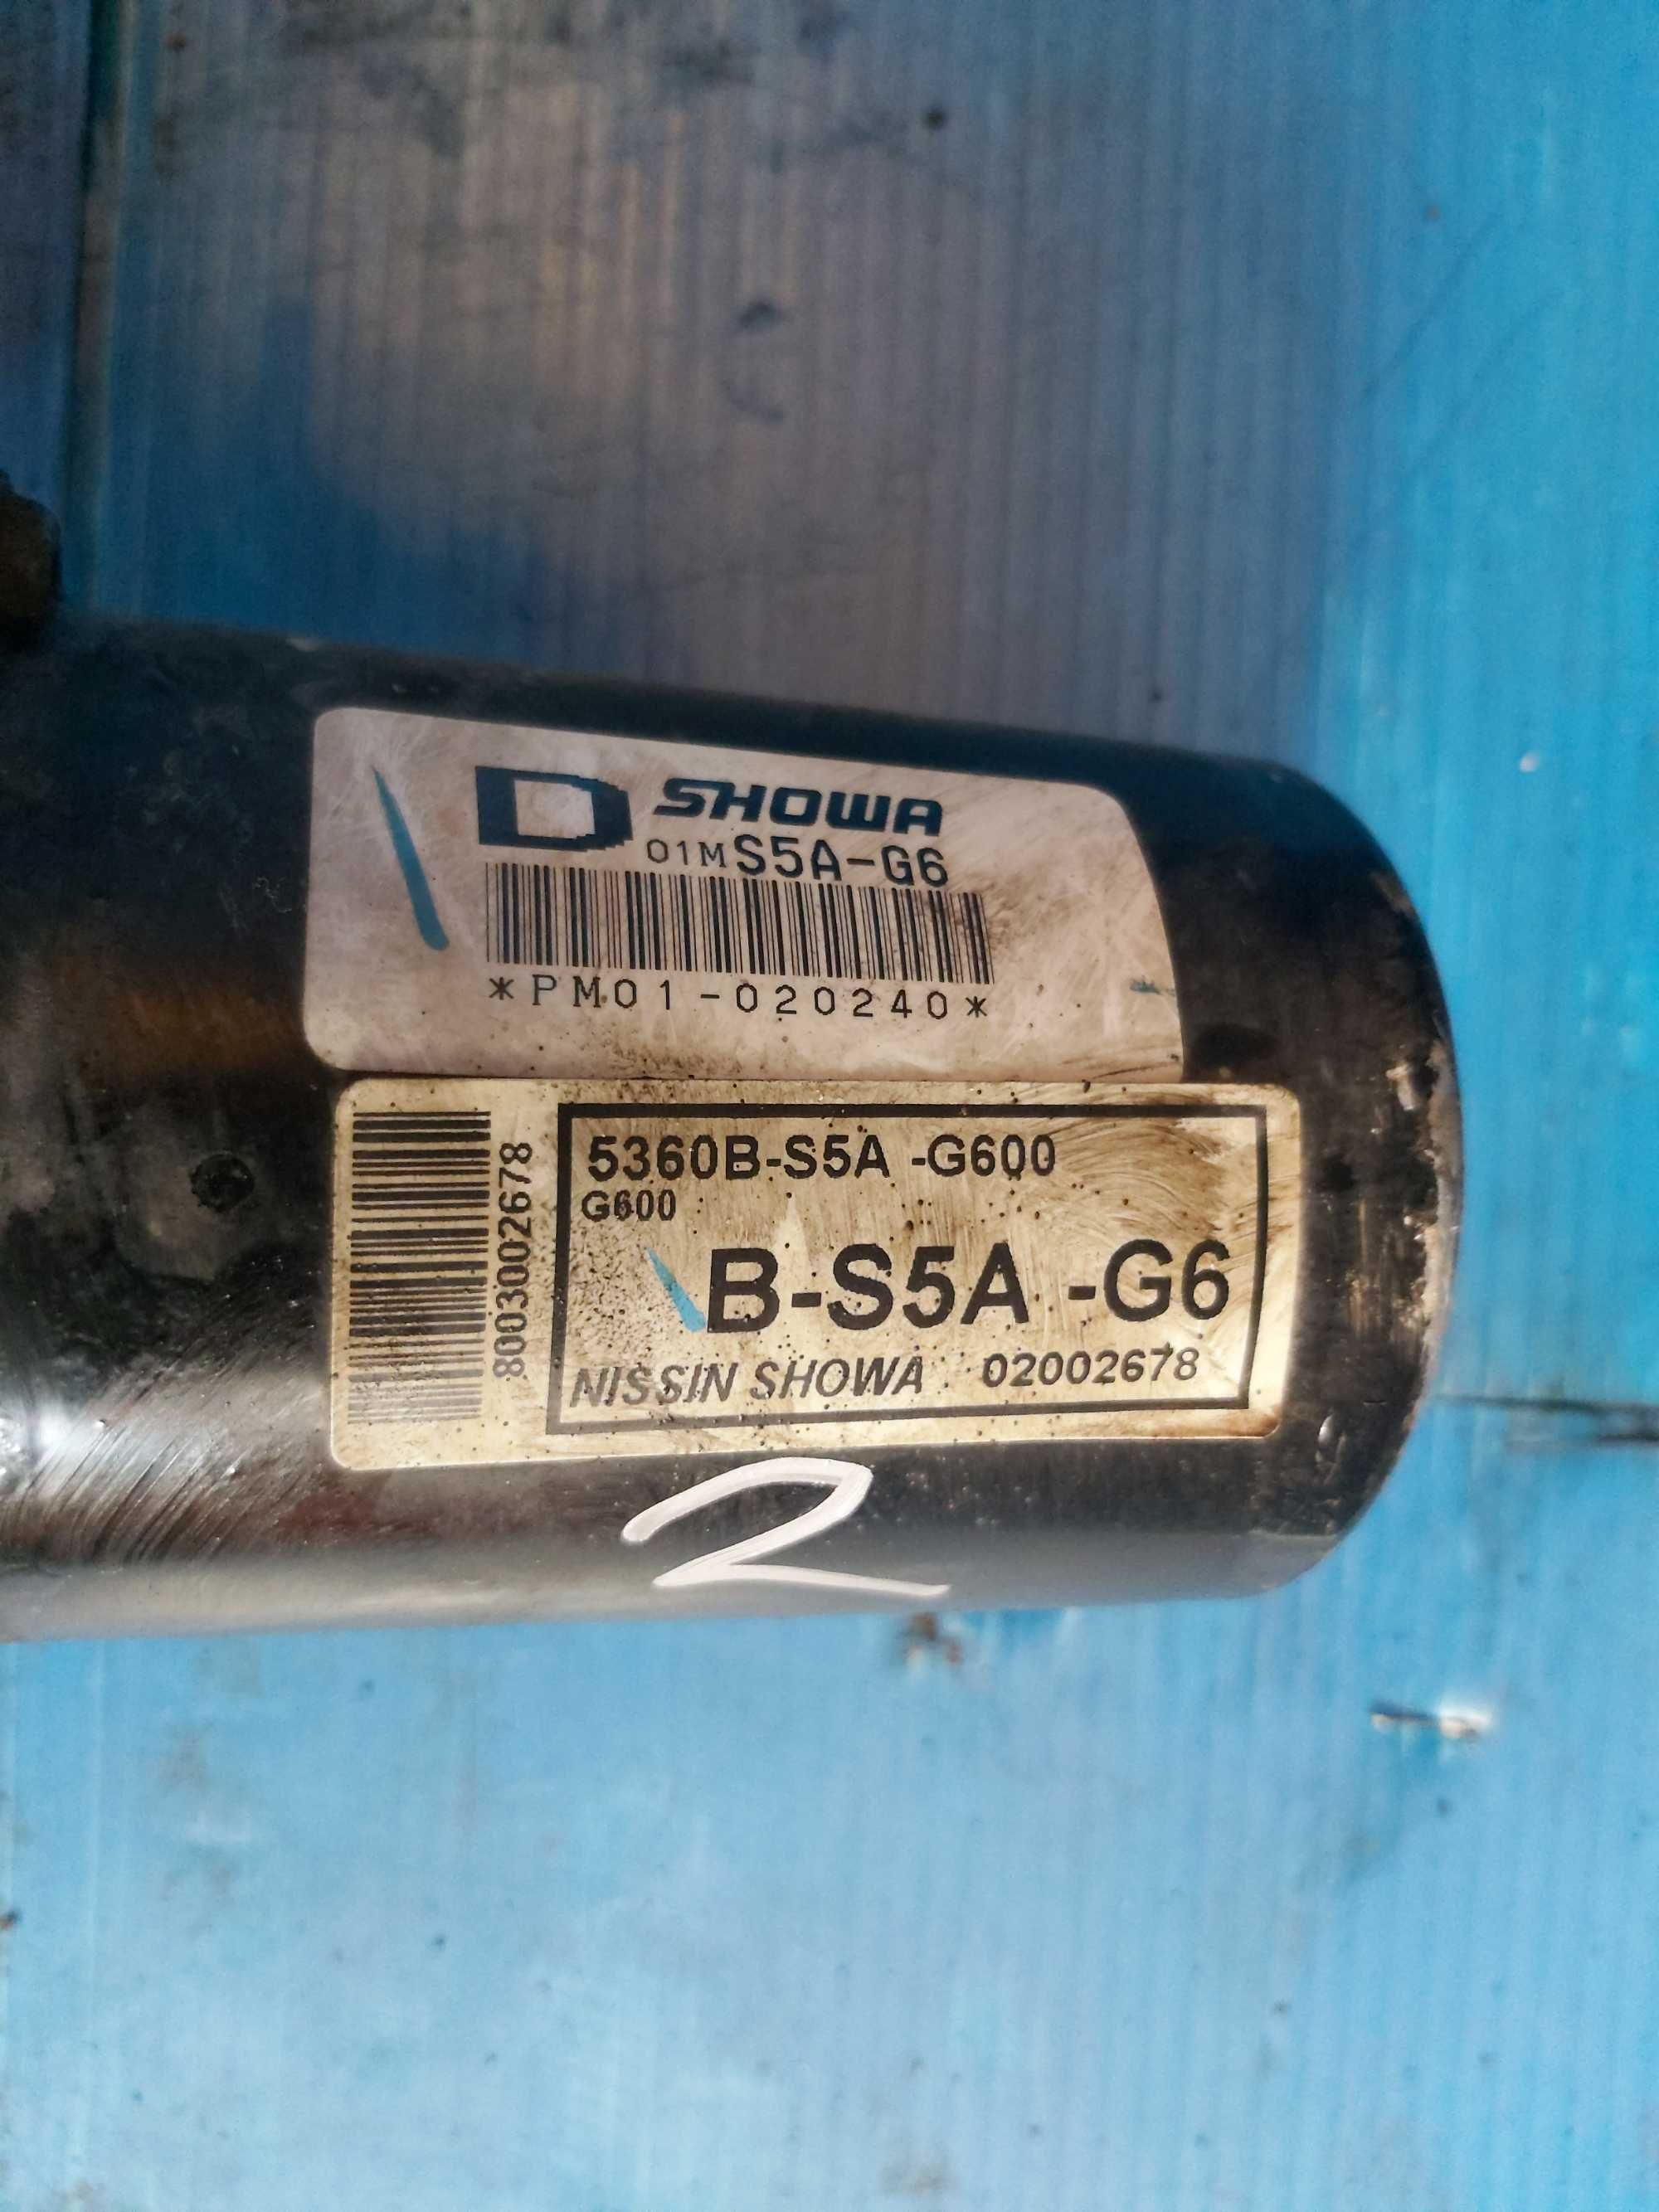 D SHOWA
01M S5A-G6
*PM01-020240*
8003002678
5360B-S5A -G600
G600
B-S5A -G6
NISSIN SHOWA 02002678
2